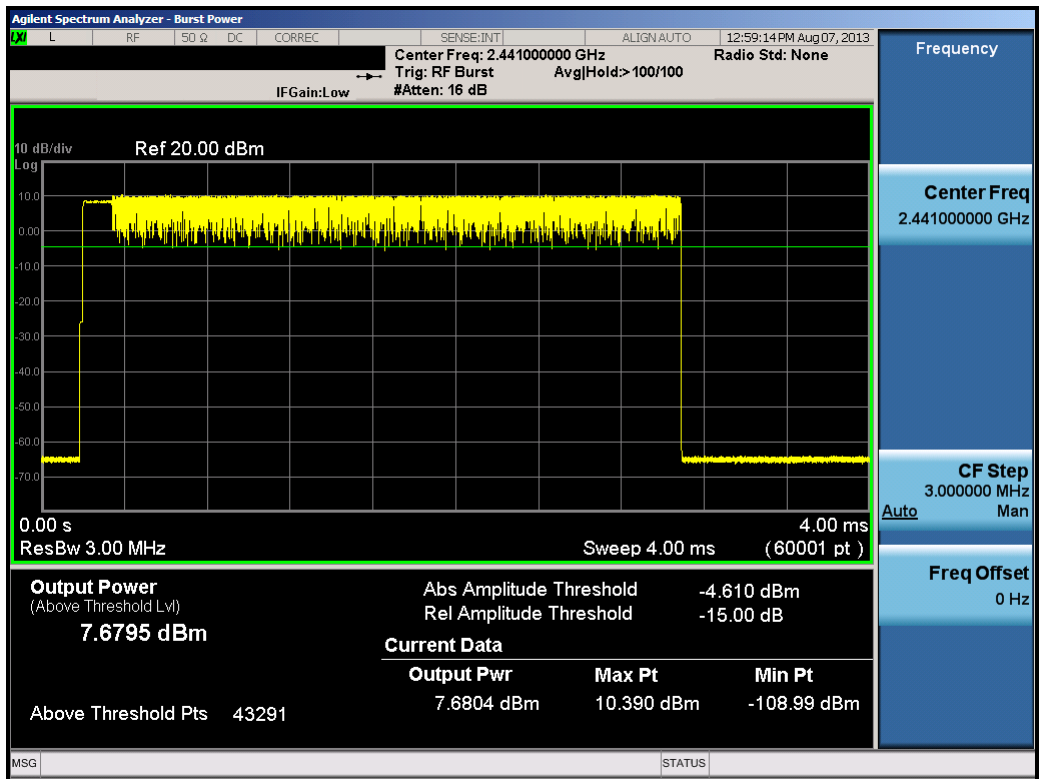 Agilent Spectrum Analyzer - Burst Power
LXI L RF 50 Ω DC CORREC SENSE:INT ALIGN AUTO 12:59:14 PM Aug 07, 2013
Center Freq: 2.441000000 GHz Radio Std: None
Trig: RF Burst Avg|Hold:>100/100
IFGain:Low #Atten: 16 dB
Frequency
10 dB/div Ref 20.00 dBm
Log
10.0
0.00
-10.0
-20.0
-30.0
-40.0
-50.0
-60.0
-70.0
0.00 s 4.00 ms
ResBw 3.00 MHz Sweep 4.00 ms (60001 pt )
Center Freq
2.441000000 GHz
CF Step
3.000000 MHz
Auto Man
Freq Offset
0 Hz
Output Power
(Above Threshold Lvl)
7.6795 dBm
Above Threshold Pts 43291
Abs Amplitude Threshold -4.610 dBm
Rel Amplitude Threshold -15.00 dB
Current Data
Output Pwr Max Pt Min Pt
7.6804 dBm 10.390 dBm -108.99 dBm
MSG STATUS